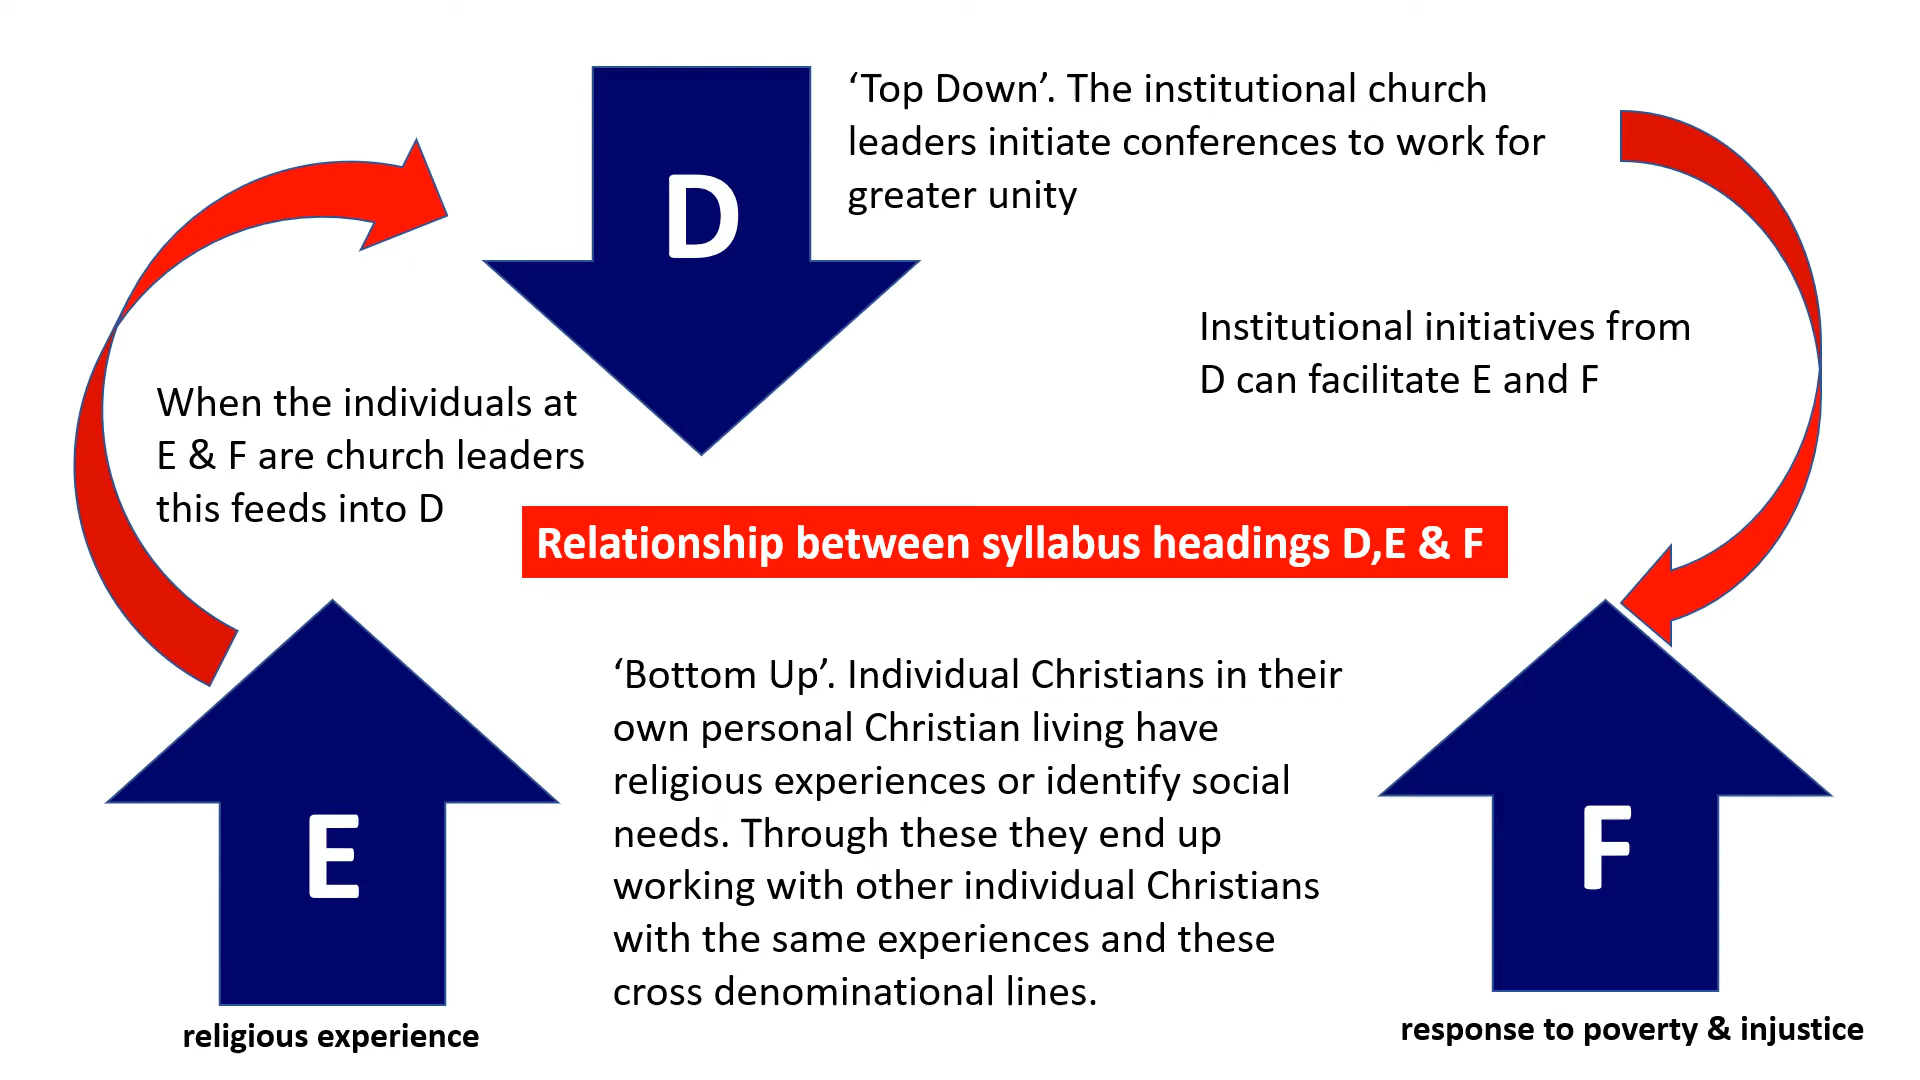 ‘Top Down’. The institutional church
leaders initiate conferences to work for
greater unity
D
Institutional initiatives from
D can facilitate E and F
When the individuals at
E & F are church leaders
this feeds into D
Relationship between syllabus headings D,E & F
‘Bottom Up’. Individual Christians in their
own personal Christian living have
religious experiences or identify social
needs. Through these they end up
working with other individual Christians
with the same experiences and these
cross denominational lines.
E
religious experience
F
response to poverty & injustice